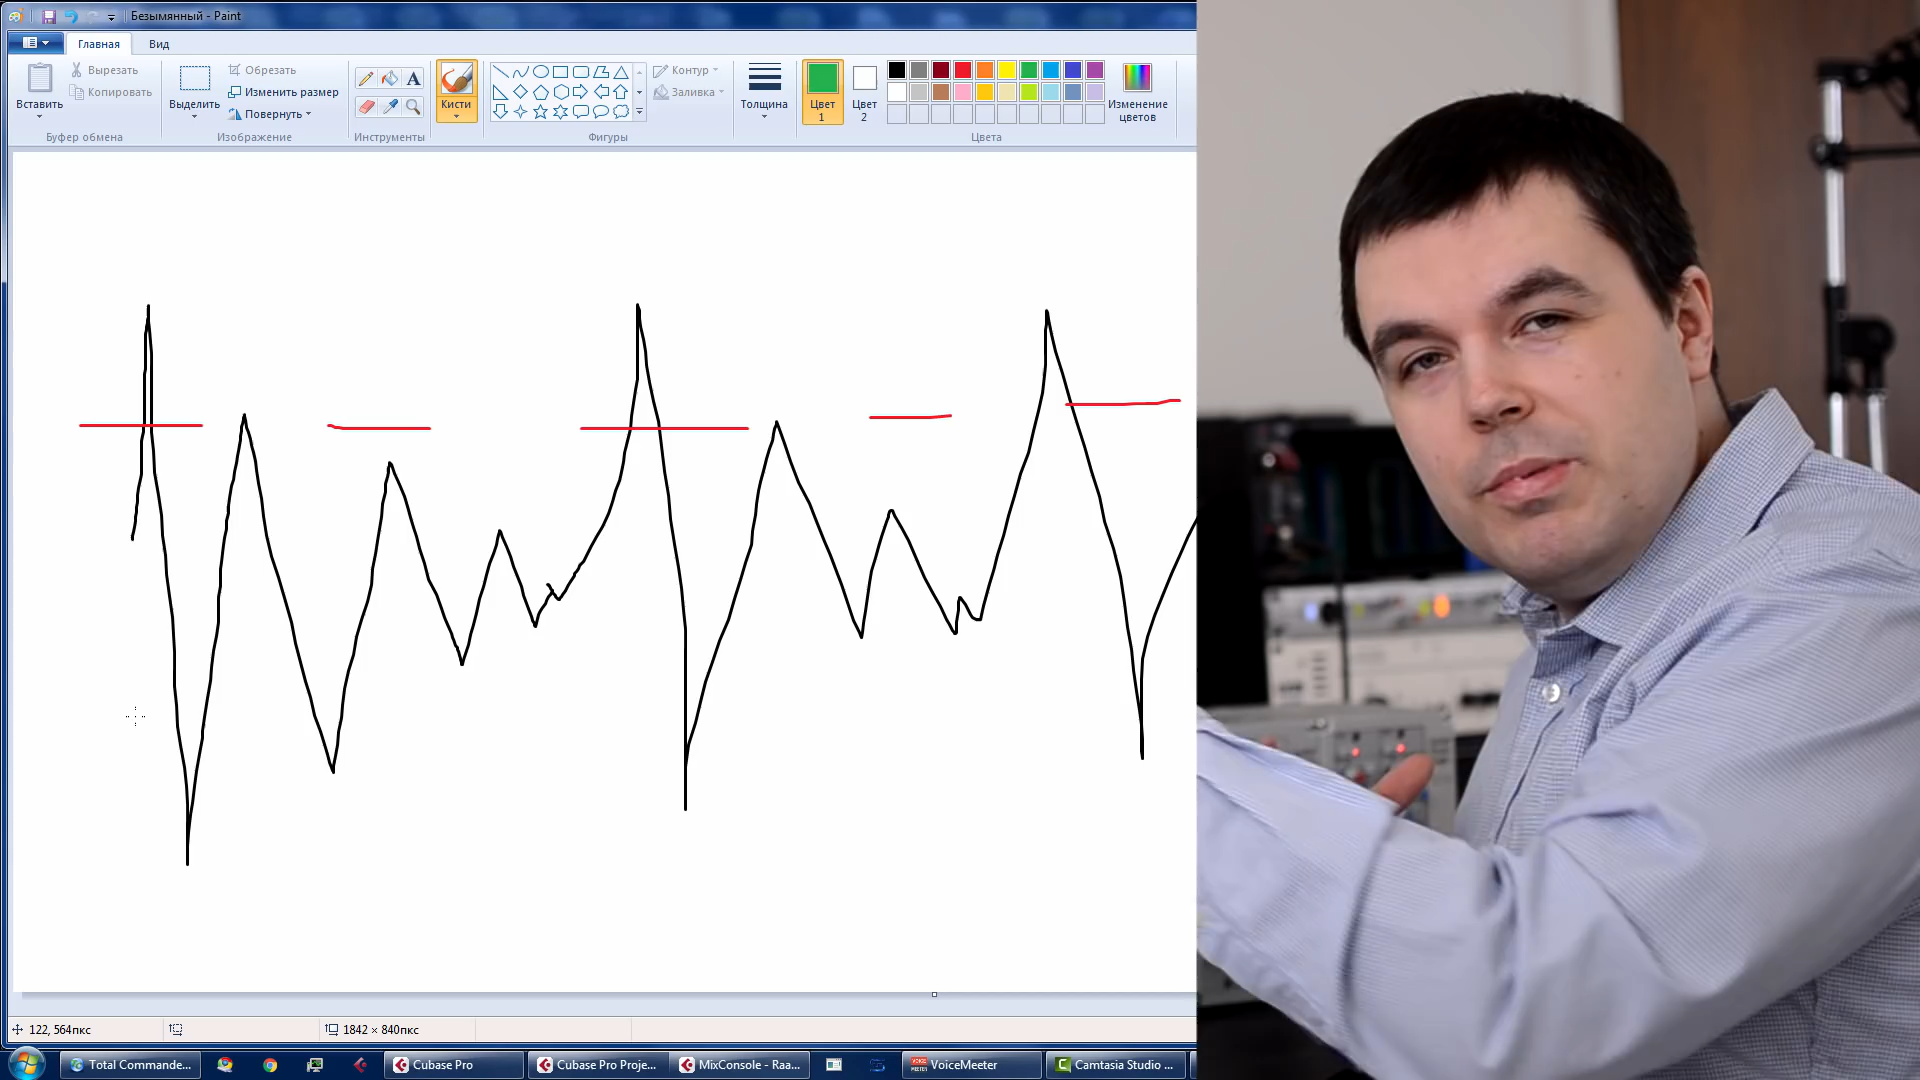 Безымянный - Paint
Главная
Вид
Вставить
Вырезать
Копировать
Буфер обмена
Выделить
Обрезать
Изменить размер
Повернуть
Изображение
A
Инструменты
Кисти
Фигуры
Контур
Заливка
Толщина
Цвет 1
Цвет 2
Изменение цветов
Цвета
122, 564пкс
1842 × 840пкс
Total Commande...
Cubase Pro
Cubase Pro Proje...
MixConsole - Raa...
VoiceMeeter
Camtasia Studio ...